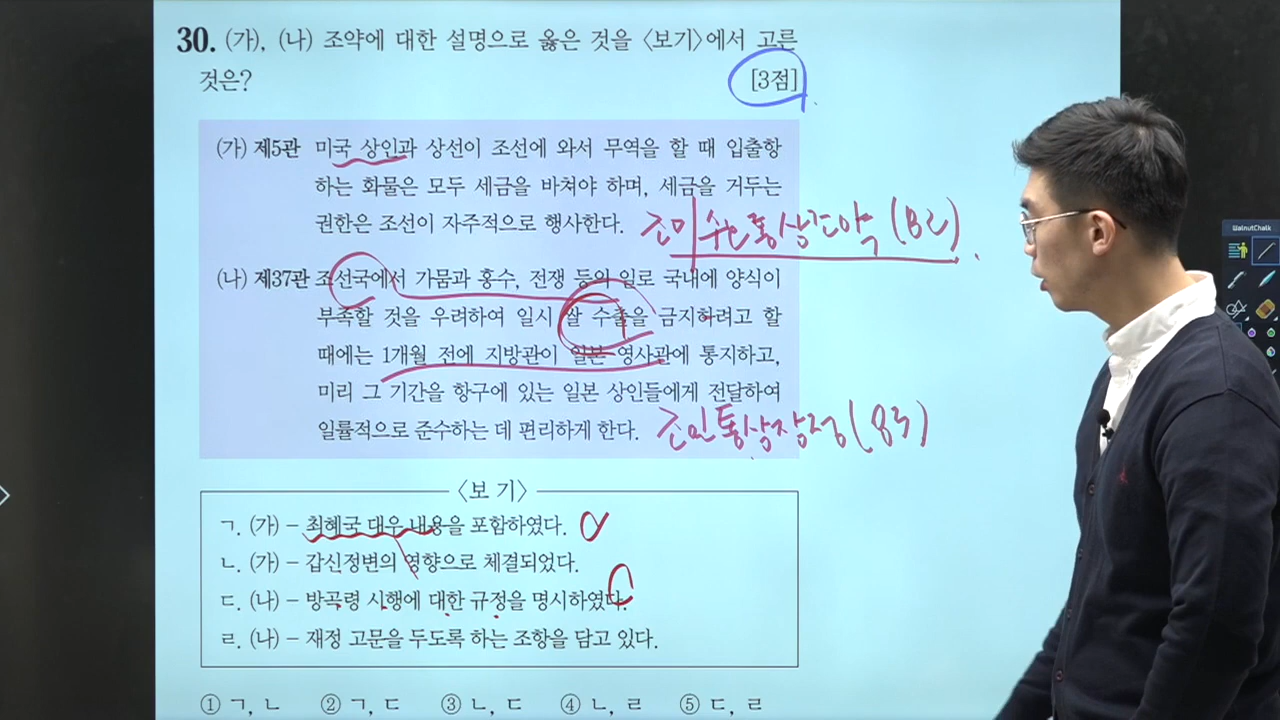 30. (가), (나) 조약에 대한 설명으로 옳은 것을 <보기>에서 고른
것은? [3점]
(가) 제5관 미국 상인과 상선이 조선에 와서 무역을 할 때 입출항
하는 화물은 모두 세금을 바쳐야 하며, 세금을 거두는
권한은 조선이 자주적으로 행사한다.
조미수호통상조약(82)
(나) 제37관 조선국에서 가뭄과 홍수, 전쟁 등의 일로 국내에 양식이
부족할 것을 우려하여 일시 쌀 수출을 금지하려고 할
때에는 1개월 전에 지방관이 일본 영사관에 통지하고,
미리 그 기간을 항구에 있는 일본 상인들에게 전달하여
일률적으로 준수하는 데 편리하게 한다.
조일통상장정(83)
<보 기>
ㄱ. (가) - 최혜국 대우 내용을 포함하였다.
ㄴ. (가) - 갑신정변의 영향으로 체결되었다.
ㄷ. (나) - 방곡령 시행에 대한 규정을 명시하였다.
ㄹ. (나) - 재정 고문을 두도록 하는 조항을 담고 있다.
① ㄱ, ㄴ ② ㄱ, ㄷ ③ ㄴ, ㄷ ④ ㄴ, ㄹ ⑤ ㄷ, ㄹ
WalnutChalk